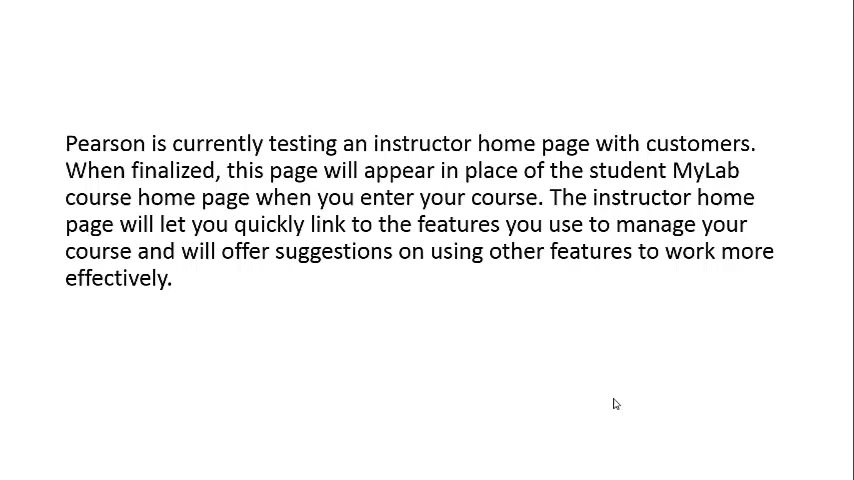 Pearson is currently testing an instructor home page with customers.
When finalized, this page will appear in place of the student MyLab
course home page when you enter your course. The instructor home
page will let you quickly link to the features you use to manage your
course and will offer suggestions on using other features to work more
effectively.